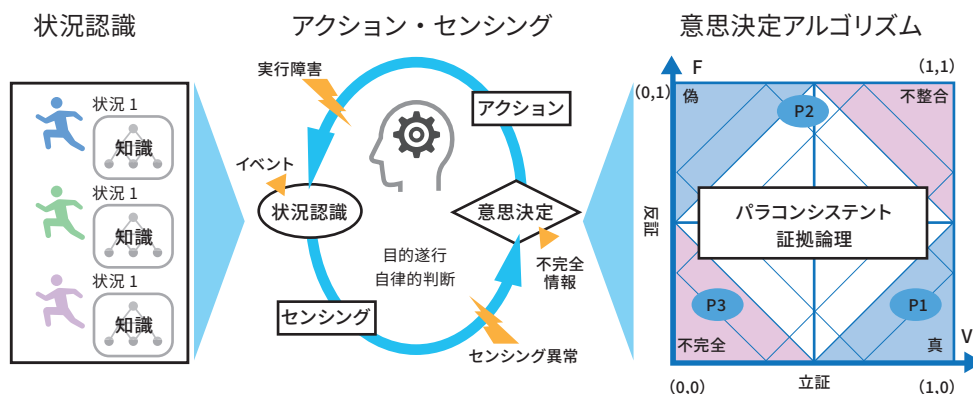 状況認識
アクション・センシング
意思決定アルゴリズム
状況 1
知識
状況 1
知識
状況 1
知識
実行障害
アクション
イベント
状況認識
意思決定
目的遂行
自律的判断
不完全
情報
センシング
センシング異常
F
(1,1)
(0,1)
偽
不整合
P2
反証
パラコンシステント
証拠論理
P3
P1
V
不完全
真
(0,0)
立証
(1,0)